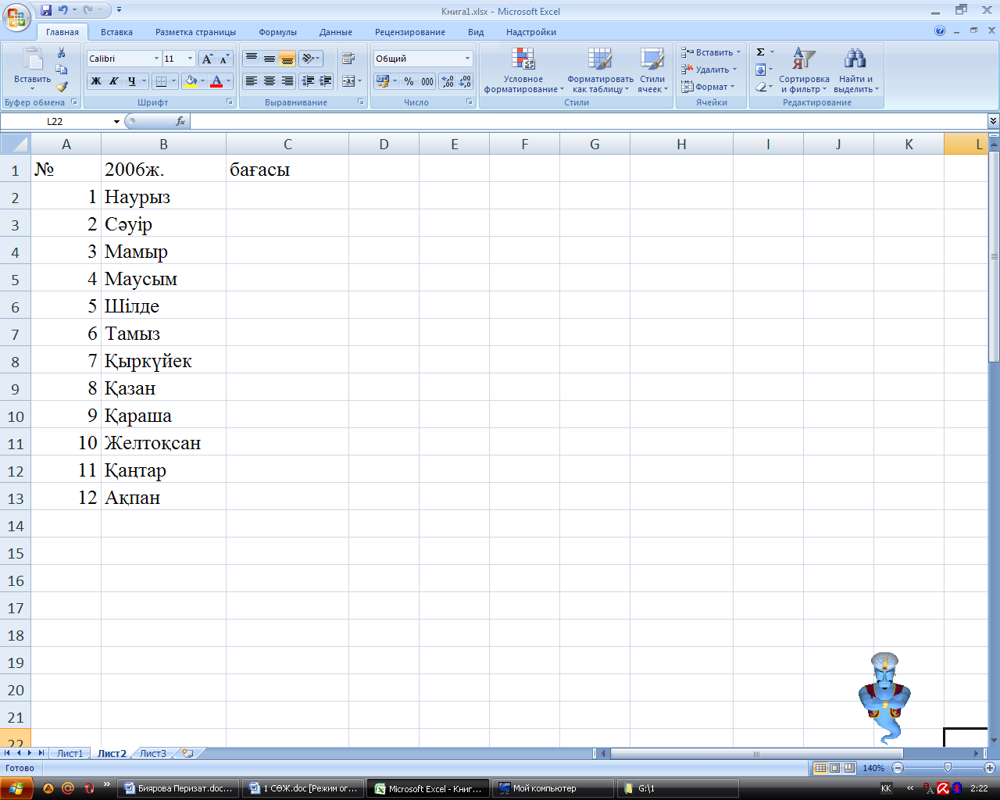 Книга1.xlsx - Microsoft Excel
Главная Вставка Разметка страницы Формулы Данные Рецензирование Вид Надстройки
Вставить
Буфер обмена
Calibri 11
Ж К Ч
Шрифт
Выравнивание
Общий
% 000
Число
Условное форматирование
Форматировать как таблицу
Стили ячеек
Стили
Вставить
Удалить
Формат
Ячейки
Σ
Сортировка и фильтр
Найти и выделить
Редактирование
L22 fx
A B C D E F G H I J K L
1 № 2006ж. бағасы
2 1 Наурыз
3 2 Сәуір
4 3 Мамыр
5 4 Маусым
6 5 Шілде
7 6 Тамыз
8 7 Қыркүйек
9 8 Қазан
10 9 Қараша
11 10 Желтоқсан
12 11 Қаңтар
13 12 Ақпан
14
15
16
17
18
19
20
21
22
Лист1 Лист2 Лист3
Готово 140%
Биярова Перизат.doc... 1 СӨЖ.doc [Режим ог... Microsoft Excel - Книг... Мой компьютер G:\1 KK 2:22